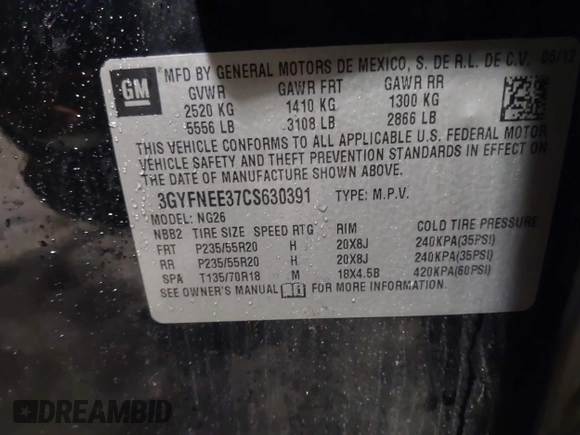 GM
MFD BY GENERAL MOTORS DE MEXICO, S. DE R.L. DE C.V. 06/12
GVWR GAWR FRT GAWR RR
2520 KG 1410 KG 1300 KG
5556 LB 3108 LB 2866 LB
THIS VEHICLE CONFORMS TO ALL APPLICABLE U.S. FEDERAL MOTOR
VEHICLE SAFETY AND THEFT PREVENTION STANDARDS IN EFFECT ON
THE DATE OF MANUFACTURE SHOWN ABOVE.
3GYFNEE37CS630391 TYPE: M.P.V.
MODEL: NG26
NBB2 TIRE SIZE SPEED RTG RIM COLD TIRE PRESSURE
FRT P235/55R20 H 20X8J 240KPA(35PSI)
RR P235/55R20 H 20X8J 240KPA(35PSI)
SPA T135/70R18 M 18X4.5B 420KPA(60PSI)
SEE OWNER'S MANUAL FOR MORE INFORMATION.
DREAMBID